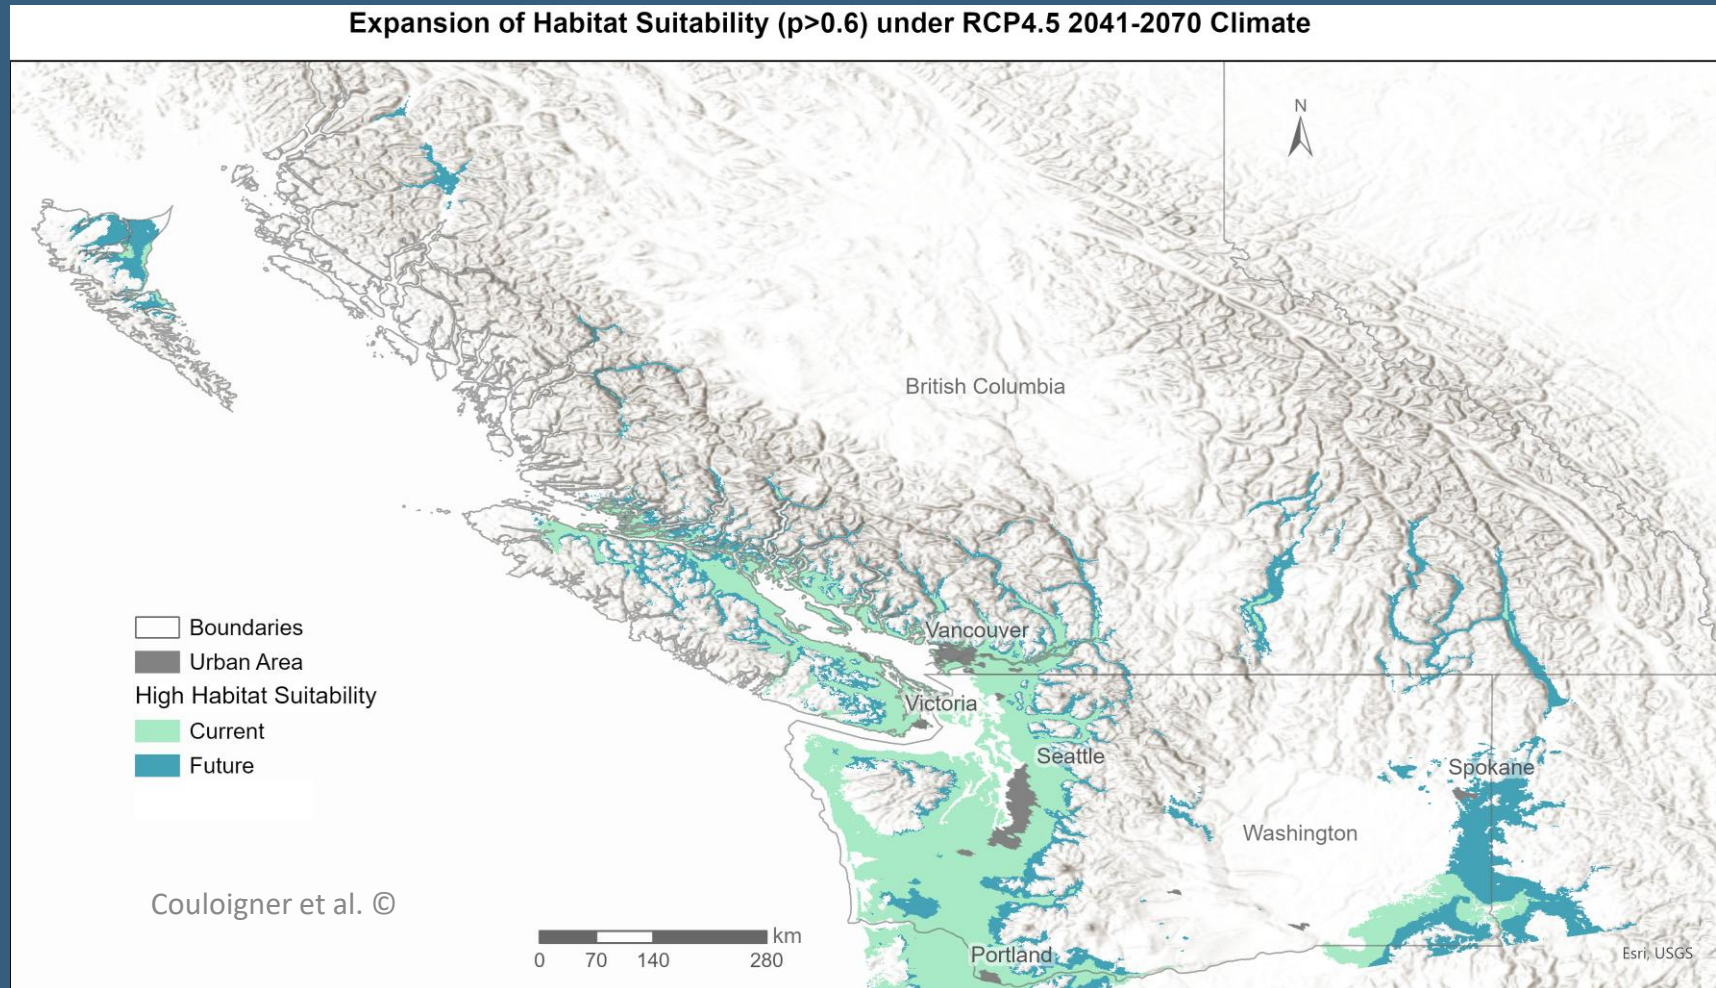 Expansion of Habitat Suitability (p>0.6) under RCP4.5 2041-2070 Climate
N
British Columbia
Boundaries
Urban Area
High Habitat Suitability
Current
Future
Vancouver
Victoria
Seattle
Spokane
Washington
Portland
Couloigner et al. ©
km
0 70 140 280
Esri, USGS